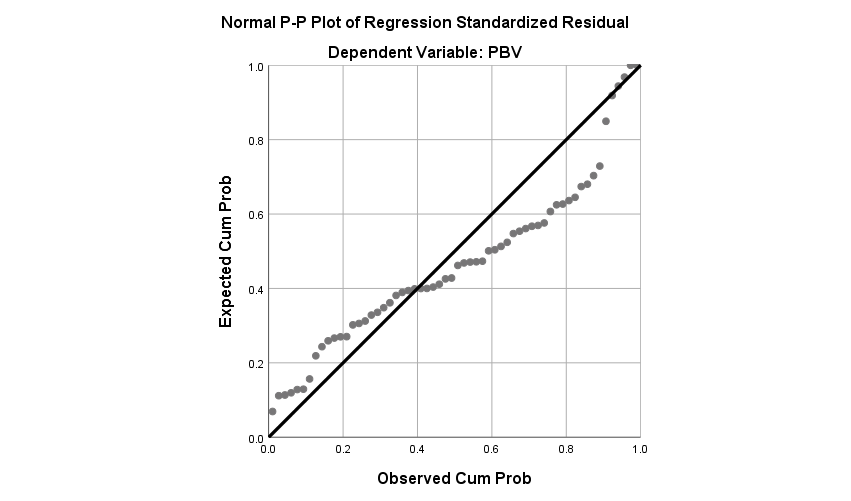 Normal P-P Plot of Regression Standardized Residual
Dependent Variable: PBV
Expected Cum Prob
1.0
0.8
0.6
0.4
0.2
0.0
0.0 0.2 0.4 0.6 0.8 1.0
Observed Cum Prob